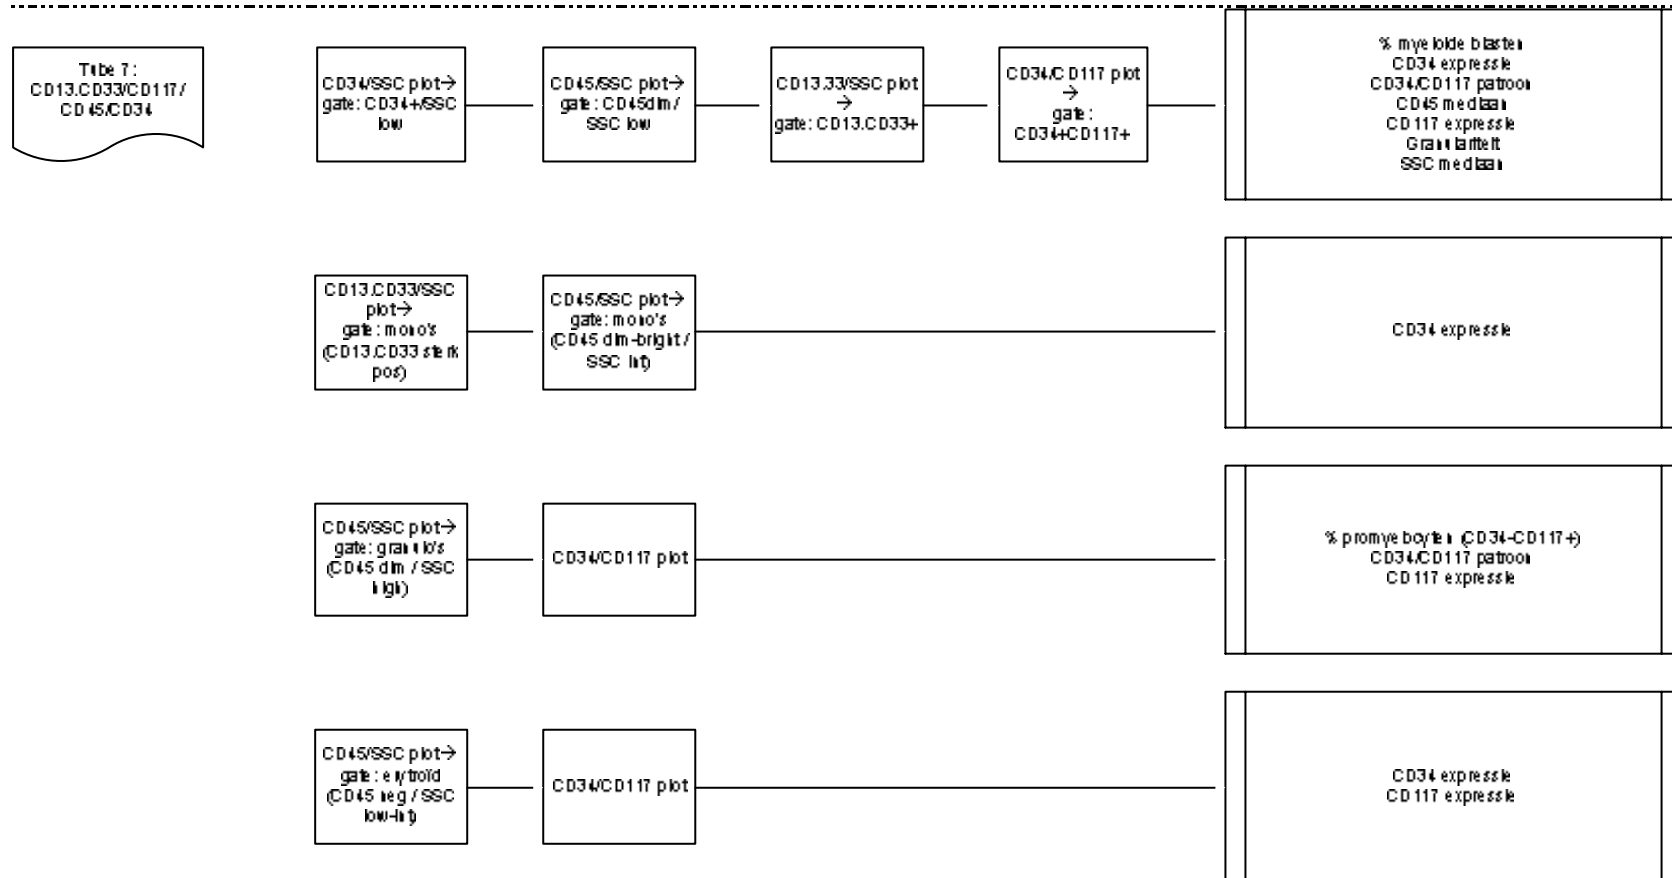 Tube 7:
CD13.CD33/CD117/
CD45/CD34
CD34/SSC plot→
gate: CD34+/SSC
low
CD45/SSC plot→
gate: CD45dim/
SSC low
CD13.33/SSC plot
→
gate: CD13.CD33+
CD34/CD117 plot
→
gate:
CD34+CD117+
% myeloide blasten
CD34 expressie
CD34/CD117 patroon
CD45 mediaan
CD117 expressie
Granulariteit
SSC mediaan
CD13.CD33/SSC
plot→
gate: mono's
(CD13.CD33 sterk
pos)
CD45/SSC plot→
gate: mono's
(CD45 dim-bright /
SSC int)
CD34 expressie
CD45/SSC plot→
gate: granulo's
(CD45 dim / SSC
high)
CD34/CD117 plot
% promyelocyten (CD34-CD117+)
CD34/CD117 patroon
CD117 expressie
CD45/SSC plot→
gate: erytroïd
(CD45 neg / SSC
low-int)
CD34/CD117 plot
CD34 expressie
CD117 expressie